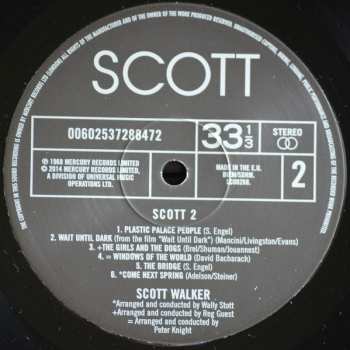 SCOTT
00602537288472
33 1/3
STEREO
℗ 1968 MERCURY RECORDS LIMITED
© 2014 MERCURY RECORDS LIMITED,
A DIVISION OF UNIVERSAL MUSIC
OPERATIONS LTD.
MADE IN THE E.U.
BIEM/SDRM.
2
SCOTT 2
1. PLASTIC PALACE PEOPLE (S. Engel)
2. WAIT UNTIL DARK (from the film "Wait Until Dark") (Mancini/Livingston/Evans)
3. +THE GIRLS AND THE DOGS (Brel/Shuman/Jouannest)
4. = WINDOWS OF THE WORLD (David Bacharach)
5. THE BRIDGE (S. Engel)
6. *COME NEXT SPRING (Adelson/Steiner)
SCOTT WALKER
*Arranged and conducted by Wally Stott
+Arranged and conducted by Reg Guest
= Arranged and conducted by
Peter Knight